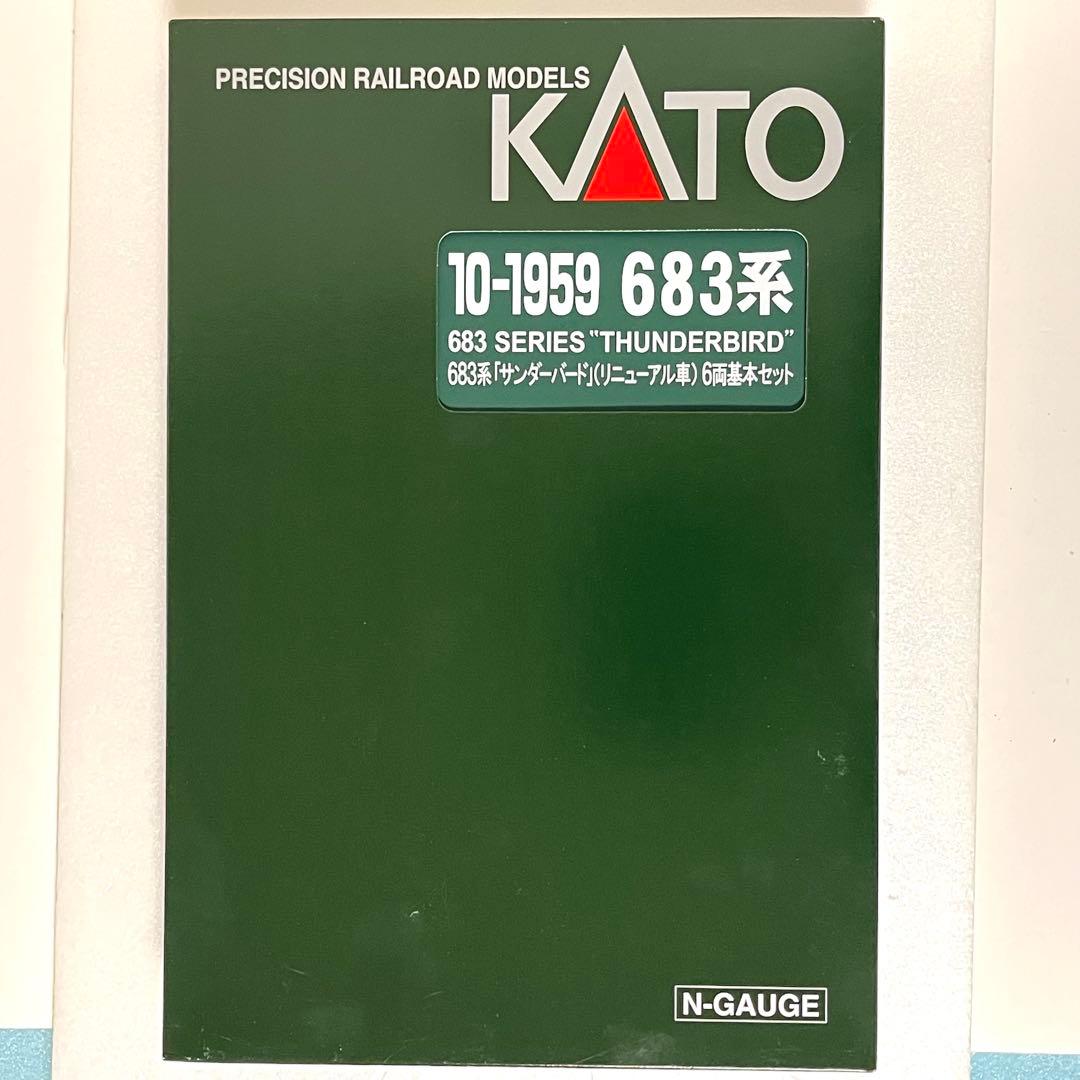 PRECISION RAILROAD MODELS
KATO
10-1959 683系
683 SERIES “THUNDERBIRD”
683系「サンダーバード」(リニューアル車) 6両基本セット
N-GAUGE